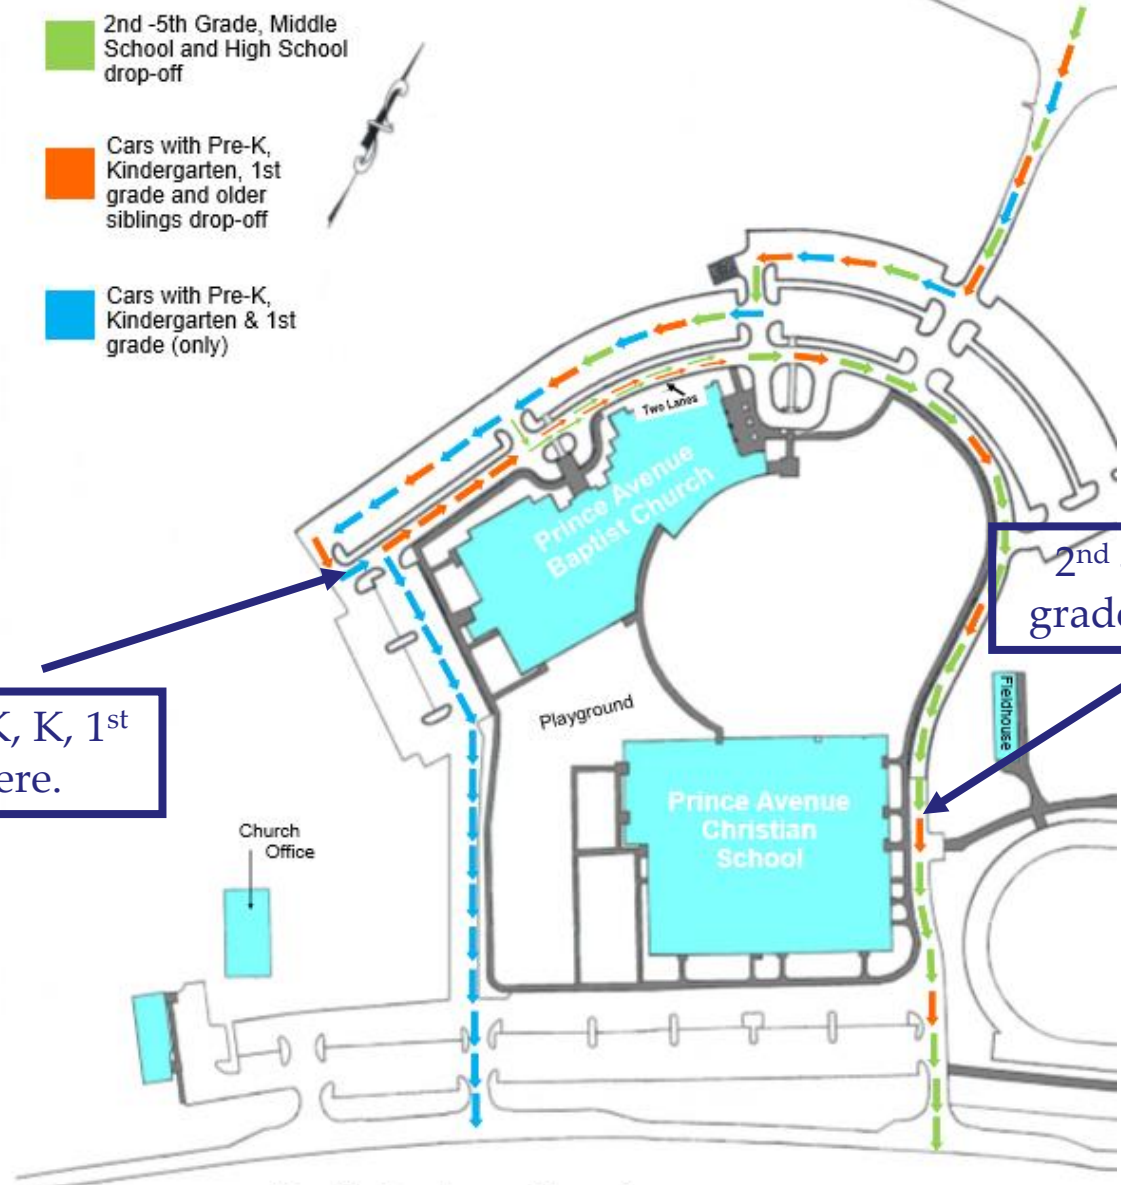 2nd -5th Grade, Middle
School and High School
drop-off
Cars with Pre-K,
Kindergarten, 1st
grade and older
siblings drop-off
Cars with Pre-K,
Kindergarten & 1st
grade (only)
Two Lanes
Prince Avenue
Baptist Church
2nd
grade
K, K, 1st
ere.
Playground
Fieldhouse
Prince Avenue
Christian
School
Church
Office